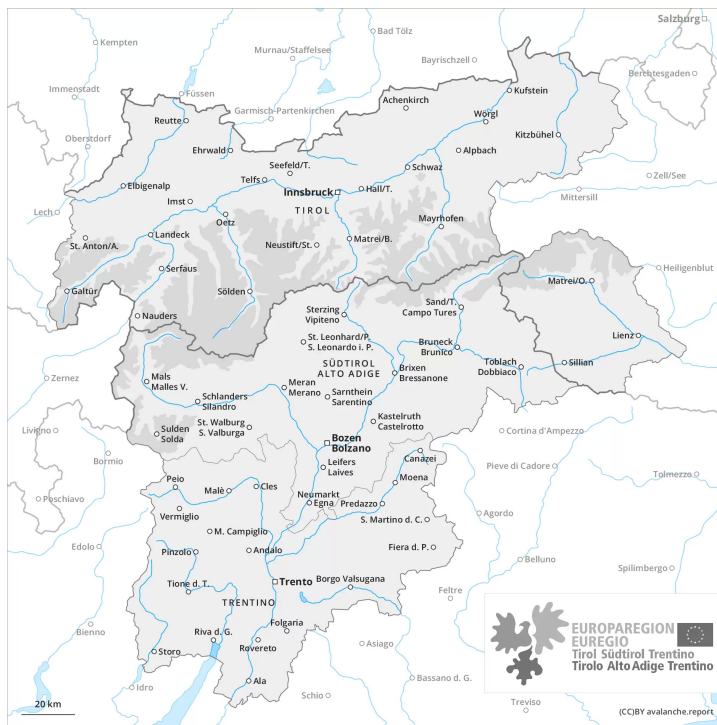 Salzburg
Kempten
Bad Tölz
Murnau/Staffelsee
Bayrischzell
Berchtesgaden
Immenstadt
Füssen
Kufstein
Achenkirch
Garmisch-Partenkirchen
Reutte
Wörgl
Oberstdorf
Kitzbühel
Ehrwald
Alpbach
Seefeld/T.
Schwaz
Telfs
Zell/See
Elbigenalp
Innsbruck
Hall/T.
Mittersill
Imst
TIROL
Lech
Oetz
Mayrhofen
Landeck
St. Anton/A.
Neustift/St.
Matrei/B.
Serfaus
Heiligenblut
Matrei/O.
Galtür
Sölden
Sand/T.
Campo Tures
Nauders
Sterzing
Vipiteno
Lienz
St. Leonhard/P.
S. Leonardo i. P.
Bruneck
Brunico
Toblach
Dobbiaco
Sillian
SÜDTIROL
ALTO ADIGE
Brixen
Bressanone
Zernez
Mals
Malles V.
Meran
Merano
Schlanders
Silandro
Sarnthein
Sarentino
Kastelruth
Castelrotto
St. Walburg
S. Valburga
Livigno
Sulden
Solda
Bozen
Bolzano
Cortina d'Ampezzo
Bormio
Canazei
Leifers
Laives
Pieve di Cadore
Tolmezzo
Poschiavo
Peio
Malè
Cles
Moena
Neumarkt
Egna
Predazzo
Vermiglio
Agordo
S. Martino d. C.
M. Campiglio
Edolo
Pinzolo
Andalo
Fiera d. P.
Belluno
Spilimbergo
Tione d. T.
Trento
Borgo Valsugana
Feltre
TRENTINO
Folgaria
Bienno
Riva d. G.
Rovereto
Asiago
Storo
Ala
Bassano d. G.
Idro
Schio
Treviso
EUROPAREGION
EUREGIO
Tirol Südtirol Trentino
Tirolo Alto Adige Trentino
20 km
(CC)BY avalanche.report